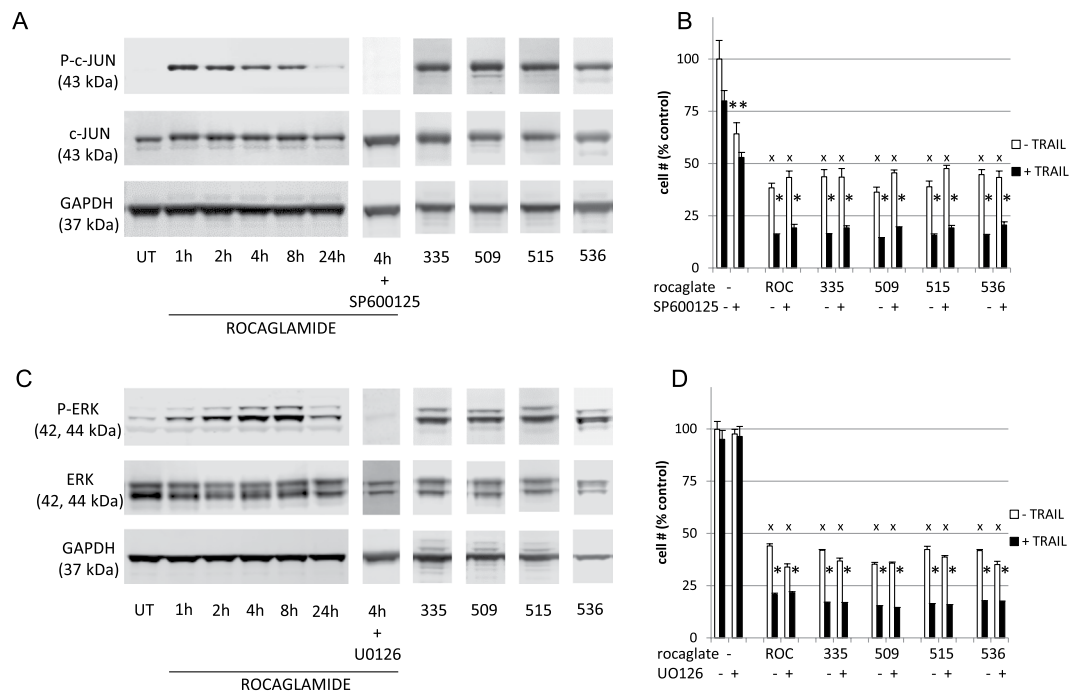 A
P-c-JUN
(43 kDa)
c-JUN
(43 kDa)
GAPDH
(37 kDa)
UT 1h 2h 4h 8h 24h 4h 335 509 515 536
+
SP600125
ROCAGLAMIDE
B
cell # (% control)
100
75
50
25
0
**
x x x x x x x x x x
* * * * * * * * * *
- TRAIL
+ TRAIL
rocaglate - ROC 335 509 515 536
SP600125 - + - + - + - + - + - +
C
P-ERK
(42, 44 kDa)
ERK
(42, 44 kDa)
GAPDH
(37 kDa)
UT 1h 2h 4h 8h 24h 4h 335 509 515 536
+
U0126
ROCAGLAMIDE
D
cell # (% control)
100
75
50
25
0
x x x x x x x x x x
* * * * * * * * * *
- TRAIL
+ TRAIL
rocaglate - ROC 335 509 515 536
UO126 - + - + - + - + - + - +